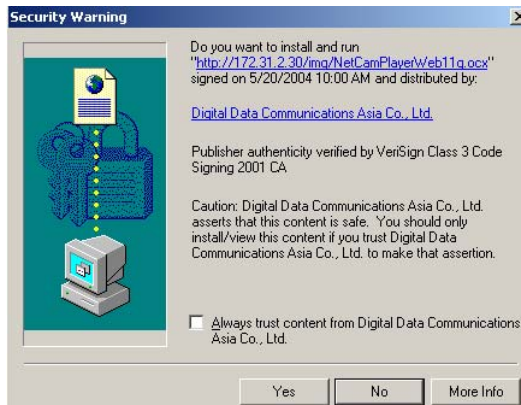 Security Warning
Do you want to install and run
"http://172.31.2.30/img/NetCamPlayerWeb11g.ocx"
signed on 5/20/2004 10:00 AM and distributed by:
Digital Data Communications Asia Co., Ltd.
Publisher authenticity verified by VeriSign Class 3 Code
Signing 2001 CA
Caution: Digital Data Communications Asia Co., Ltd.
asserts that this content is safe. You should only
install/view this content if you trust Digital Data
Communications Asia Co., Ltd. to make that assertion.
Always trust content from Digital Data Communications
Asia Co., Ltd.
Yes No More Info